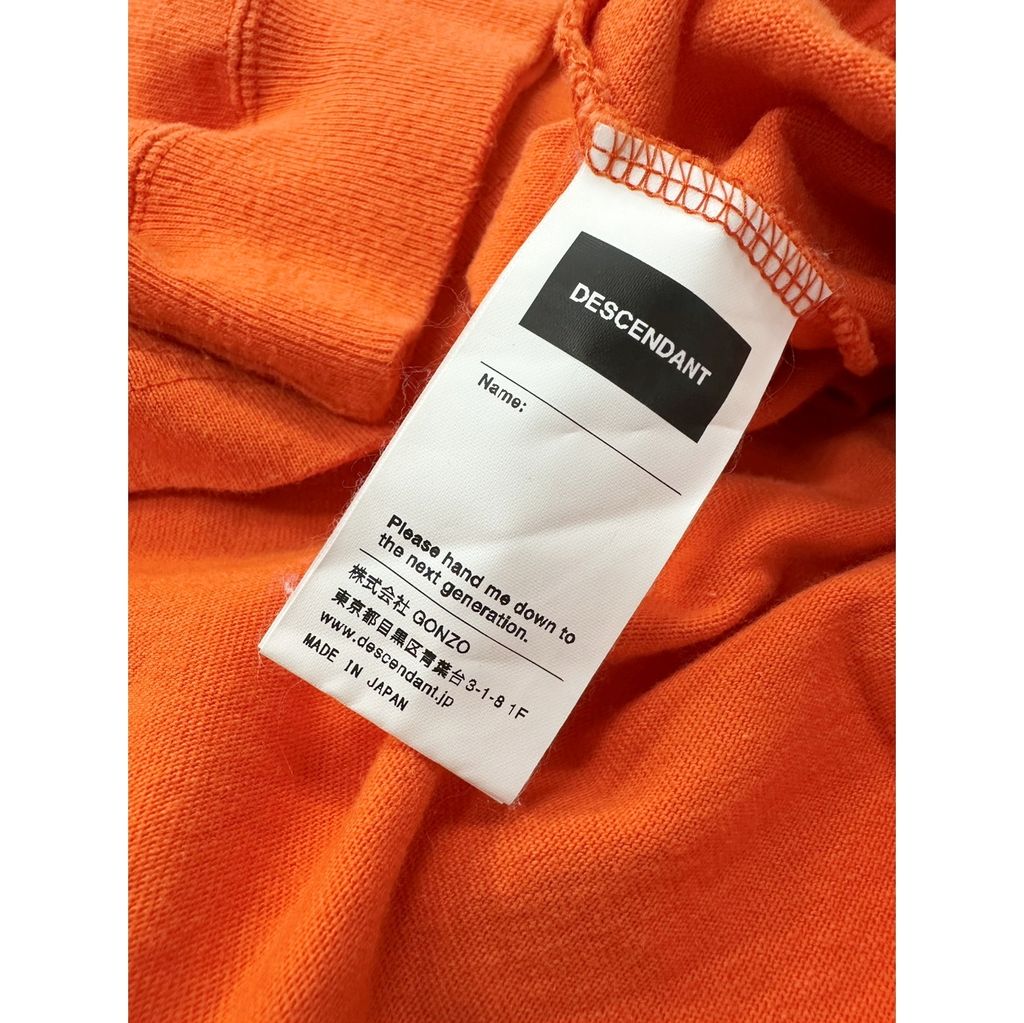 DESCENDANT
Name:
Please hand me down to
the next generation.
株式会社 GONZO
東京都目黒区青葉台3-1-8 1F
www.descendant.jp
MADE IN JAPAN